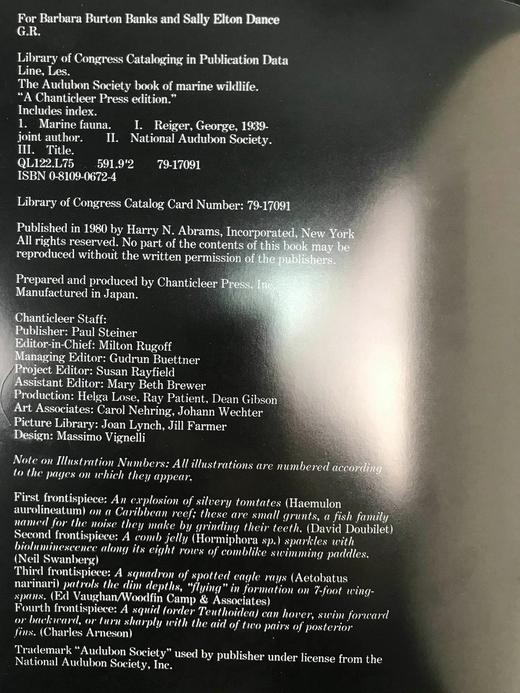 For Barbara Burton Banks and Sally Elton Dance
G.R.
Library of Congress Cataloging in Publication Data
Line, Les.
The Audubon Society book of marine wildlife.
"A Chanticleer Press edition."
Includes index.
1. Marine fauna. I. Reiger, George, 1939-
joint author. II. National Audubon Society.
III. Title.
QL122.L75 591.9'2 79-17091
ISBN 0-8109-0672-4
Library of Congress Catalog Card Number: 79-17091
Published in 1980 by Harry N. Abrams, Incorporated, New York
All rights reserved. No part of the contents of this book may be
reproduced without the written permission of the publishers.
Prepared and produced by Chanticleer Press, Inc.
Manufactured in Japan.
Chanticleer Staff:
Publisher: Paul Steiner
Editor-in-Chief: Milton Rugoff
Managing Editor: Gudrun Buettner
Project Editor: Susan Rayfield
Assistant Editor: Mary Beth Brewer
Production: Helga Lose, Ray Patient, Dean Gibson
Art Associates: Carol Nehring, Johann Wechter
Picture Library: Joan Lynch, Jill Farmer
Design: Massimo Vignelli
Note on Illustration Numbers: All illustrations are numbered according
to the pages on which they appear.
First frontispiece: An explosion of silvery tomtates (Haemulon
aurolineatum) on a Caribbean reef; these are small grunts, a fish family
named for the noise they make by grinding their teeth. (David Doubilet)
Second frontispiece: A comb jelly (Hormiphora sp.) sparkles with
bioluminescence along its eight rows of comblike swimming paddles.
(Neil Swanberg)
Third frontispiece: A squadron of spotted eagle rays (Aetobatus
narinari) patrols the dim depths, "flying" in formation on 7-foot wing-
spans. (Ed Vaughan/Woodfin Camp & Associates)
Fourth frontispiece: A squid (order Teuthoidea) can hover, swim forward
or backward, or turn sharply with the aid of two pairs of posterior
fins. (Charles Arneson)
Trademark "Audubon Society" used by publisher under license from the
National Audubon Society, Inc.